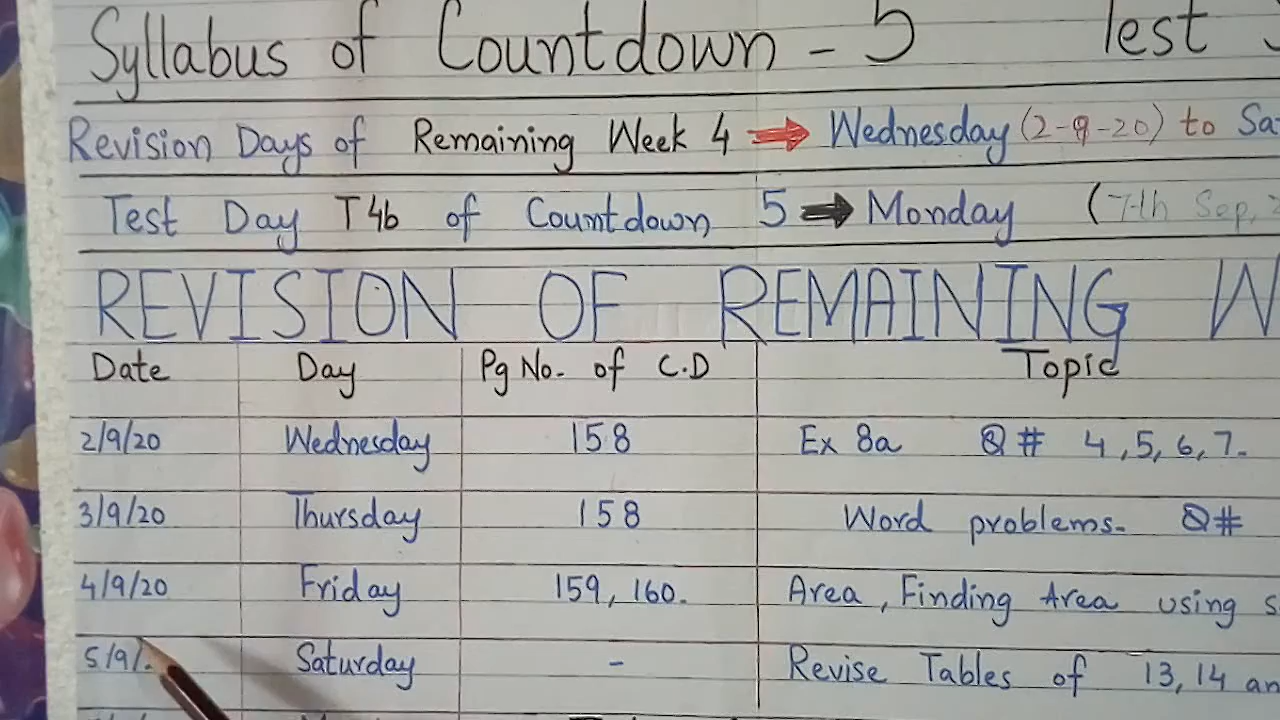 Syllabus of Countdown - 5 Test
Revision Days of Remaining Week 4 ⇒ Wednesday (2-9-20) to
Test Day T4b of Countdown 5 ⇒ Monday (7th Sep,
REVISION OF REMAINING
Date Day Pg No. of C.D Topic
2/9/20 Wednesday 158 Ex 8a Q# 4,5,6,7.
3/9/20 Thursday 158 Word problems. Q#
4/9/20 Friday 159, 160. Area, Finding Area using
5/9/ Saturday - Revise Tables of 13, 14